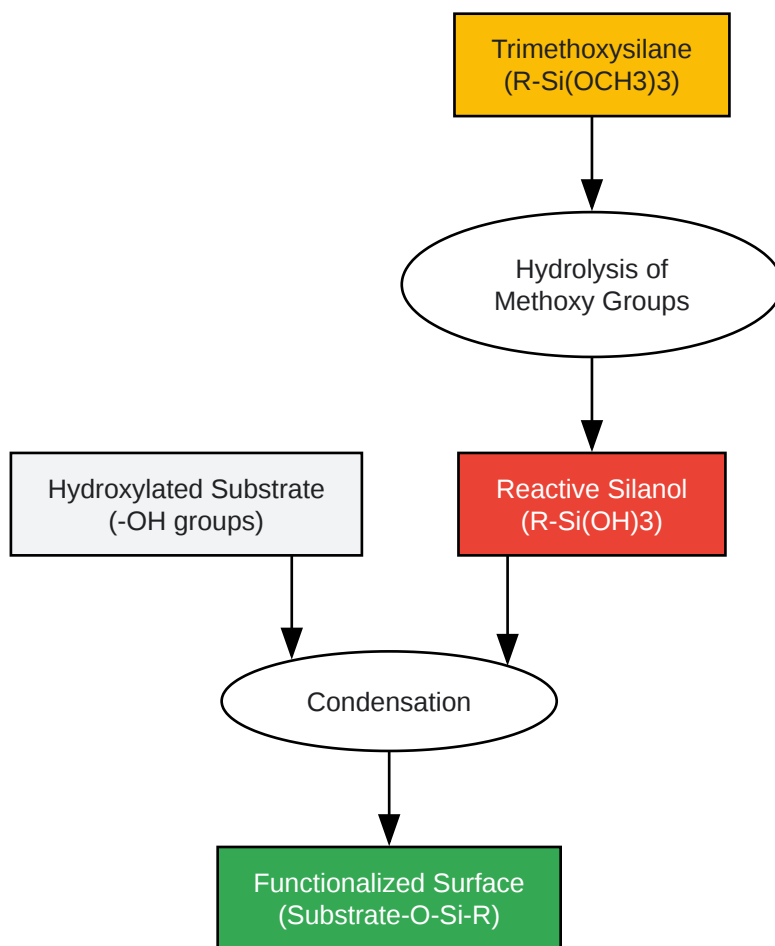 Trimethoxysilane
(R-Si(OCH3)3)
Hydrolysis of
Methoxy Groups
Hydroxylated Substrate
(-OH groups)
Reactive Silanol
(R-Si(OH)3)
Condensation
Functionalized Surface
(Substrate-O-Si-R)